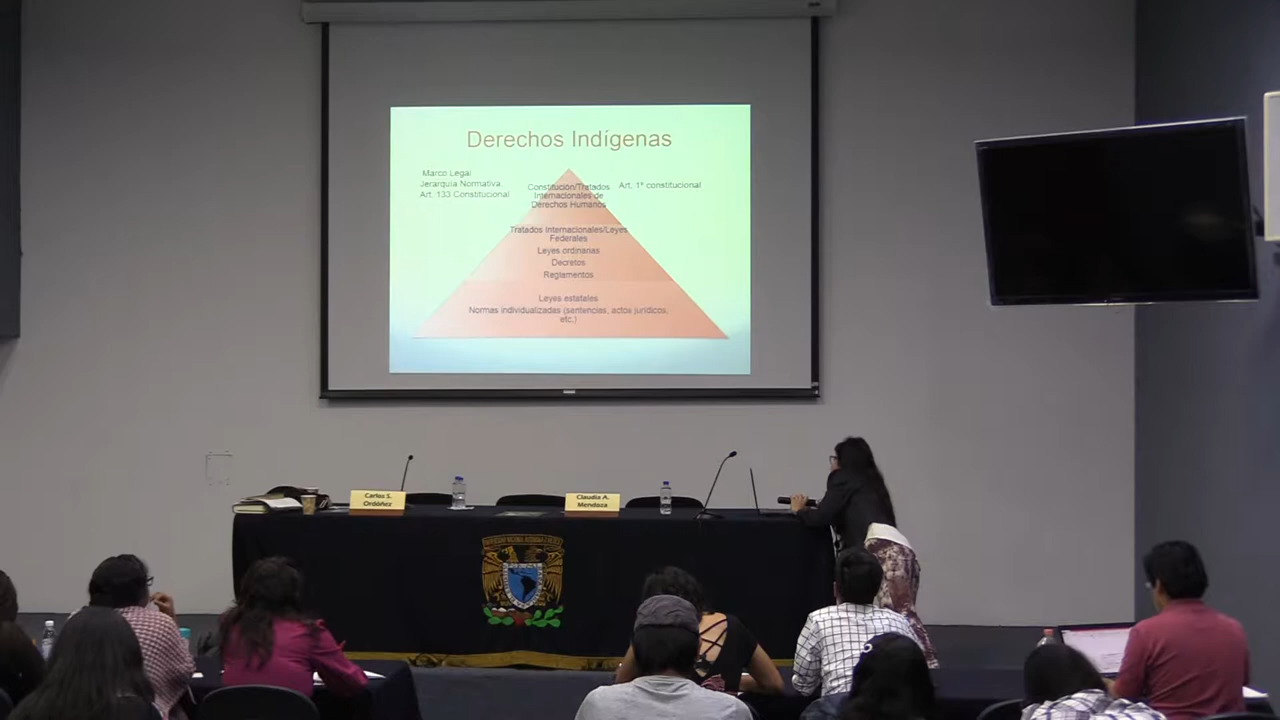 Derechos Indígenas
Marco Legal
Jerarquía Normativa
Art. 133 Constitucional
Constitución/Tratados
Internacionales de
Derechos Humanos
Art. 1º constitucional
Tratados Internacionales/Leyes
Federales
Leyes ordinarias
Decretos
Reglamentos
Leyes estatales
Normas individualizadas (sentencias, actos jurídicos,
etc.)
Carlos S.
Ordóñez
Claudia A.
Mendoza